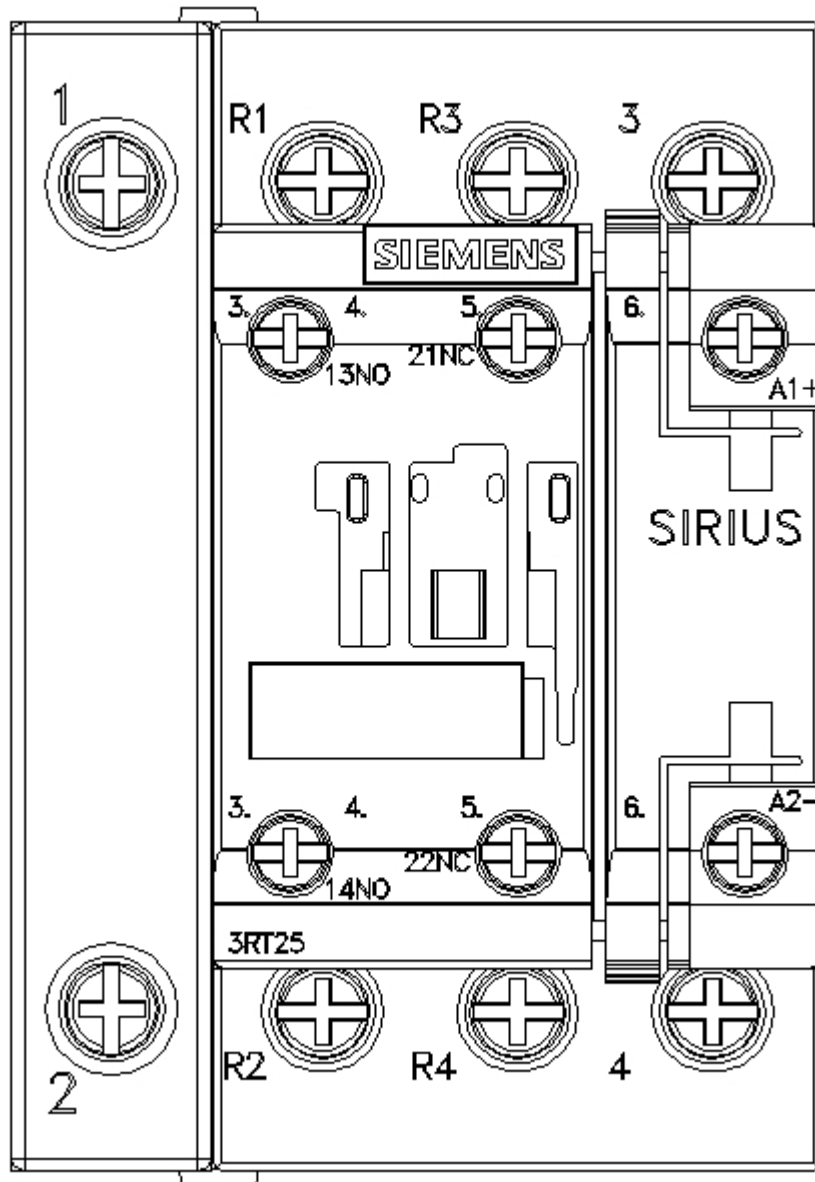 1
R1 R3 3
SIEMENS
3. 4. 5. 6.
13NO 21NC A1+
SIRIUS
3. 4. 5. 6. A2-
14NO 22NC
3RT25
R2 R4 4
2